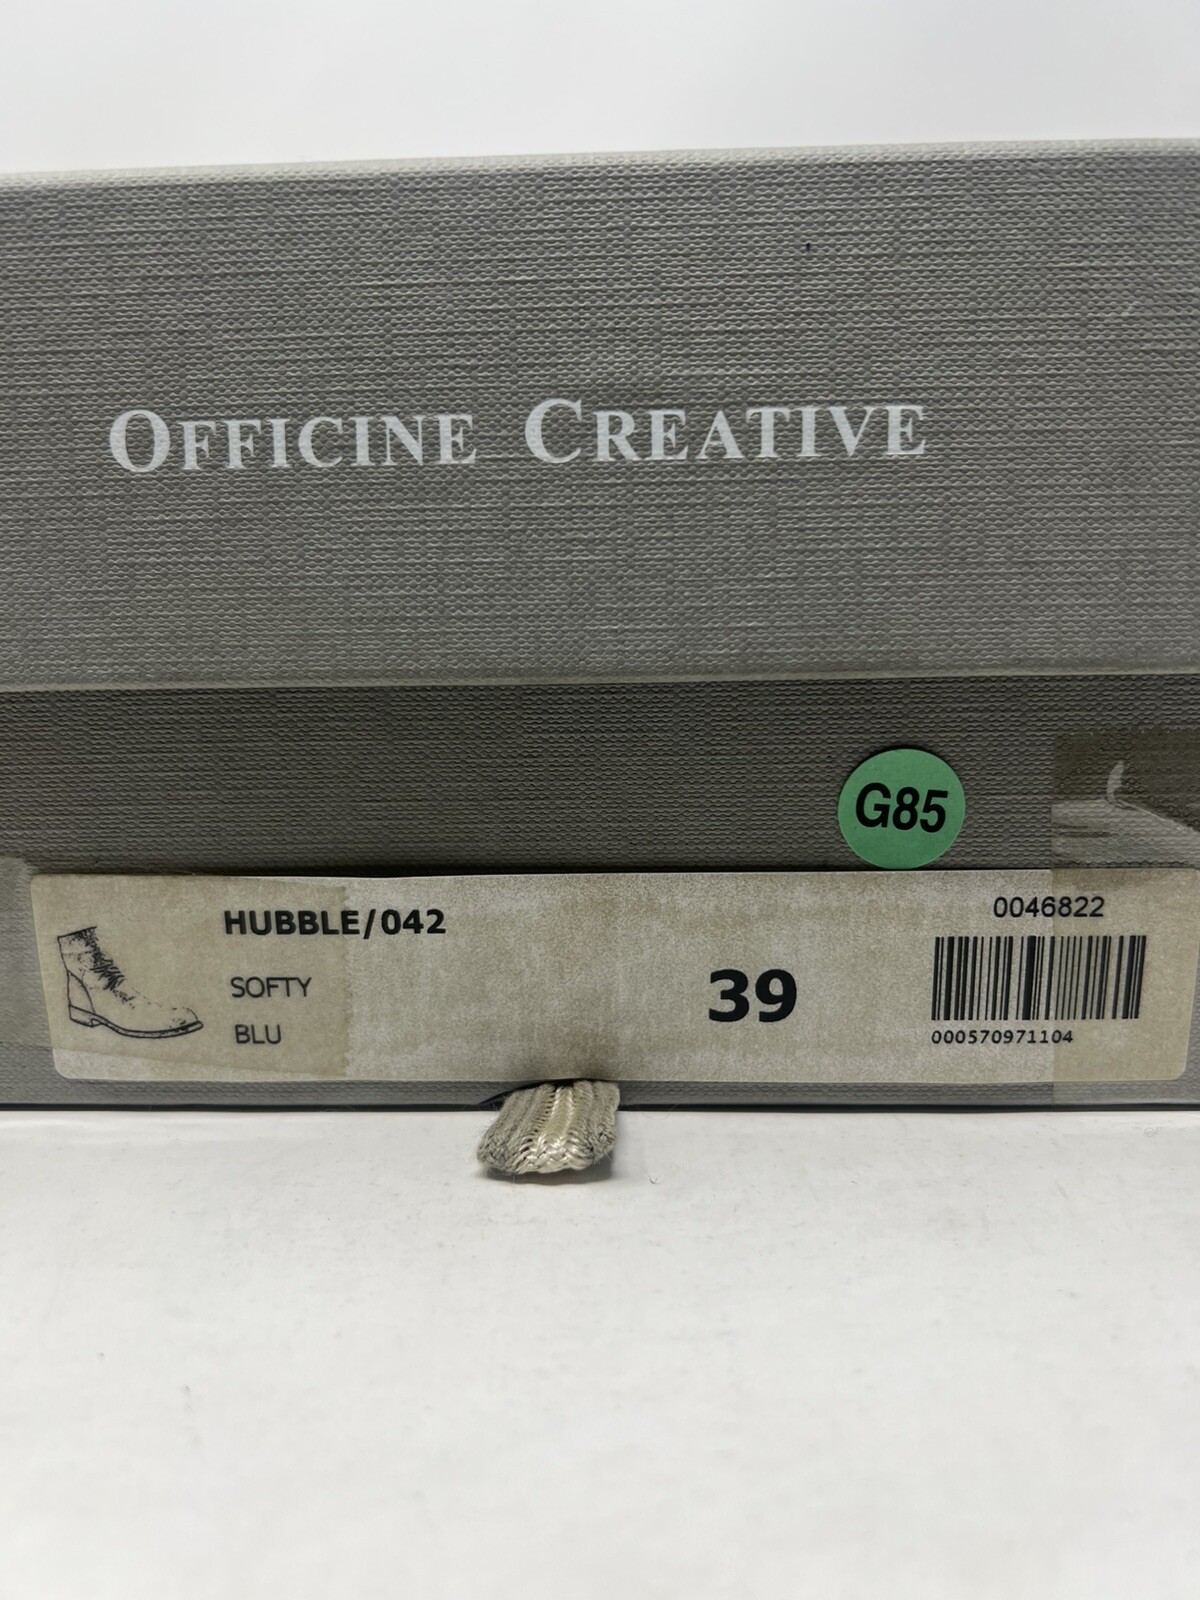 OFFICINE CREATIVE
G85
HUBBLE/042
SOFTY
BLU
39
0046822
000570971104